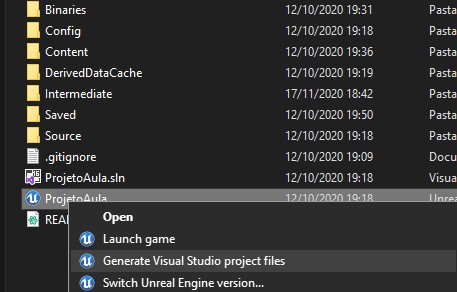 Binaries 12/10/2020 19:31 Pasta
Config 12/10/2020 19:18 Pasta
Content 12/10/2020 19:36 Pasta
DerivedDataCache 12/10/2020 19:19 Pasta
Intermediate 17/11/2020 18:42 Pasta
Saved 12/10/2020 19:50 Pasta
Source 12/10/2020 19:18 Pasta
.gitignore 12/10/2020 19:09 Docu
ProjetoAula.sln 12/10/2020 19:18 Visua
ProjetoAula 12/10/2020 19:18 Unrea
REA
Open
Launch game
Generate Visual Studio project files
Switch Unreal Engine version...